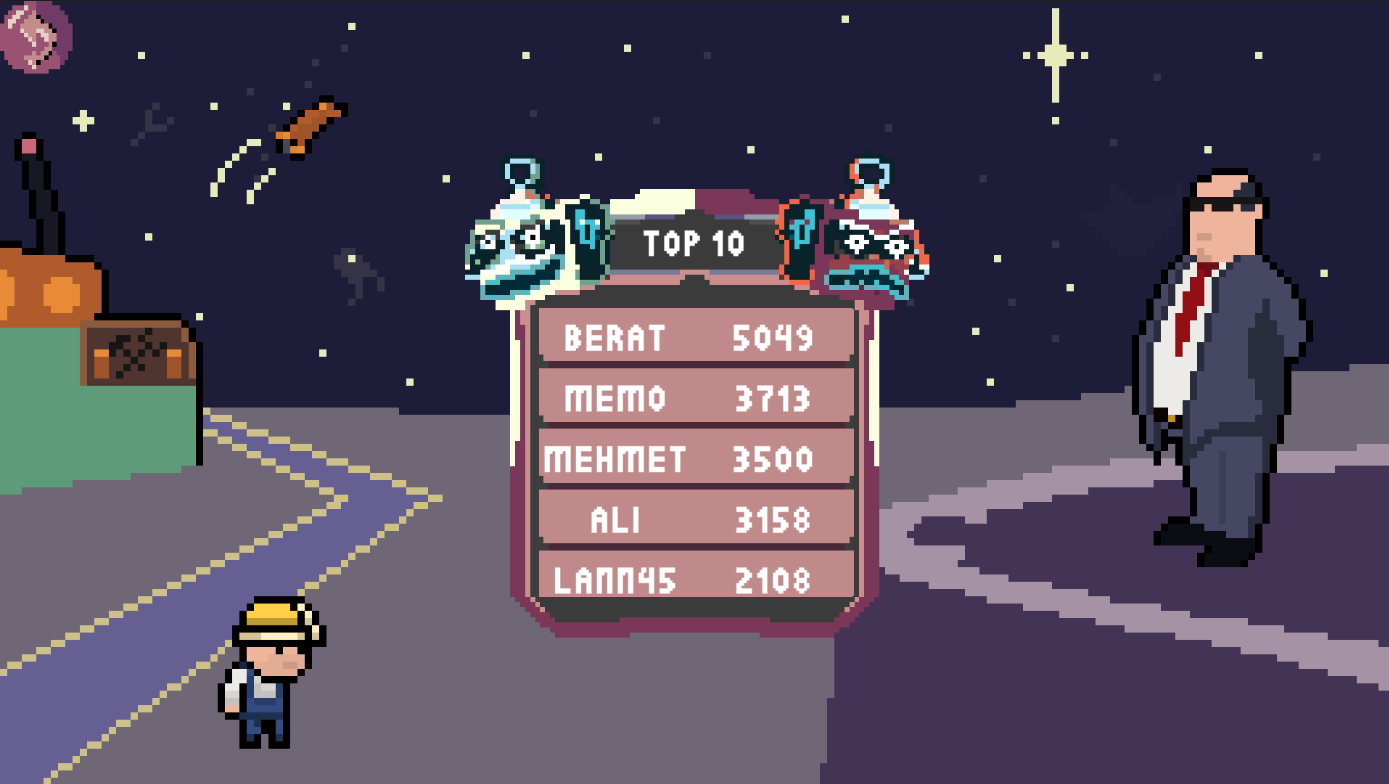 TOP 10
BERAT 5049
MEMO 3713
MEHMET 3500
ALI 3158
LANN45 2108